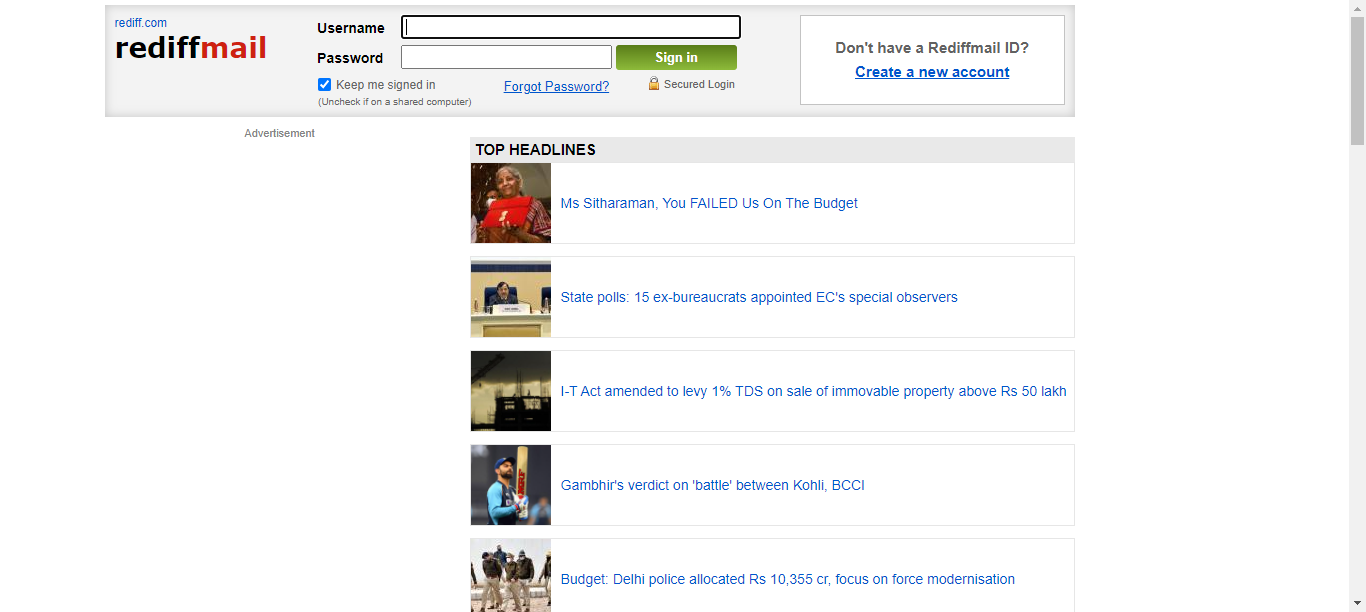 rediff.com
rediffmail
Username
Password
Sign in
Keep me signed in
(Uncheck if on a shared computer)
Forgot Password?
Secured Login
Don't have a Rediffmail ID?
Create a new account
Advertisement
TOP HEADLINES
Ms Sitharaman, You FAILED Us On The Budget
State polls: 15 ex-bureaucrats appointed EC's special observers
I-T Act amended to levy 1% TDS on sale of immovable property above Rs 50 lakh
Gambhir's verdict on 'battle' between Kohli, BCCI
Budget: Delhi police allocated Rs 10,355 cr, focus on force modernisation